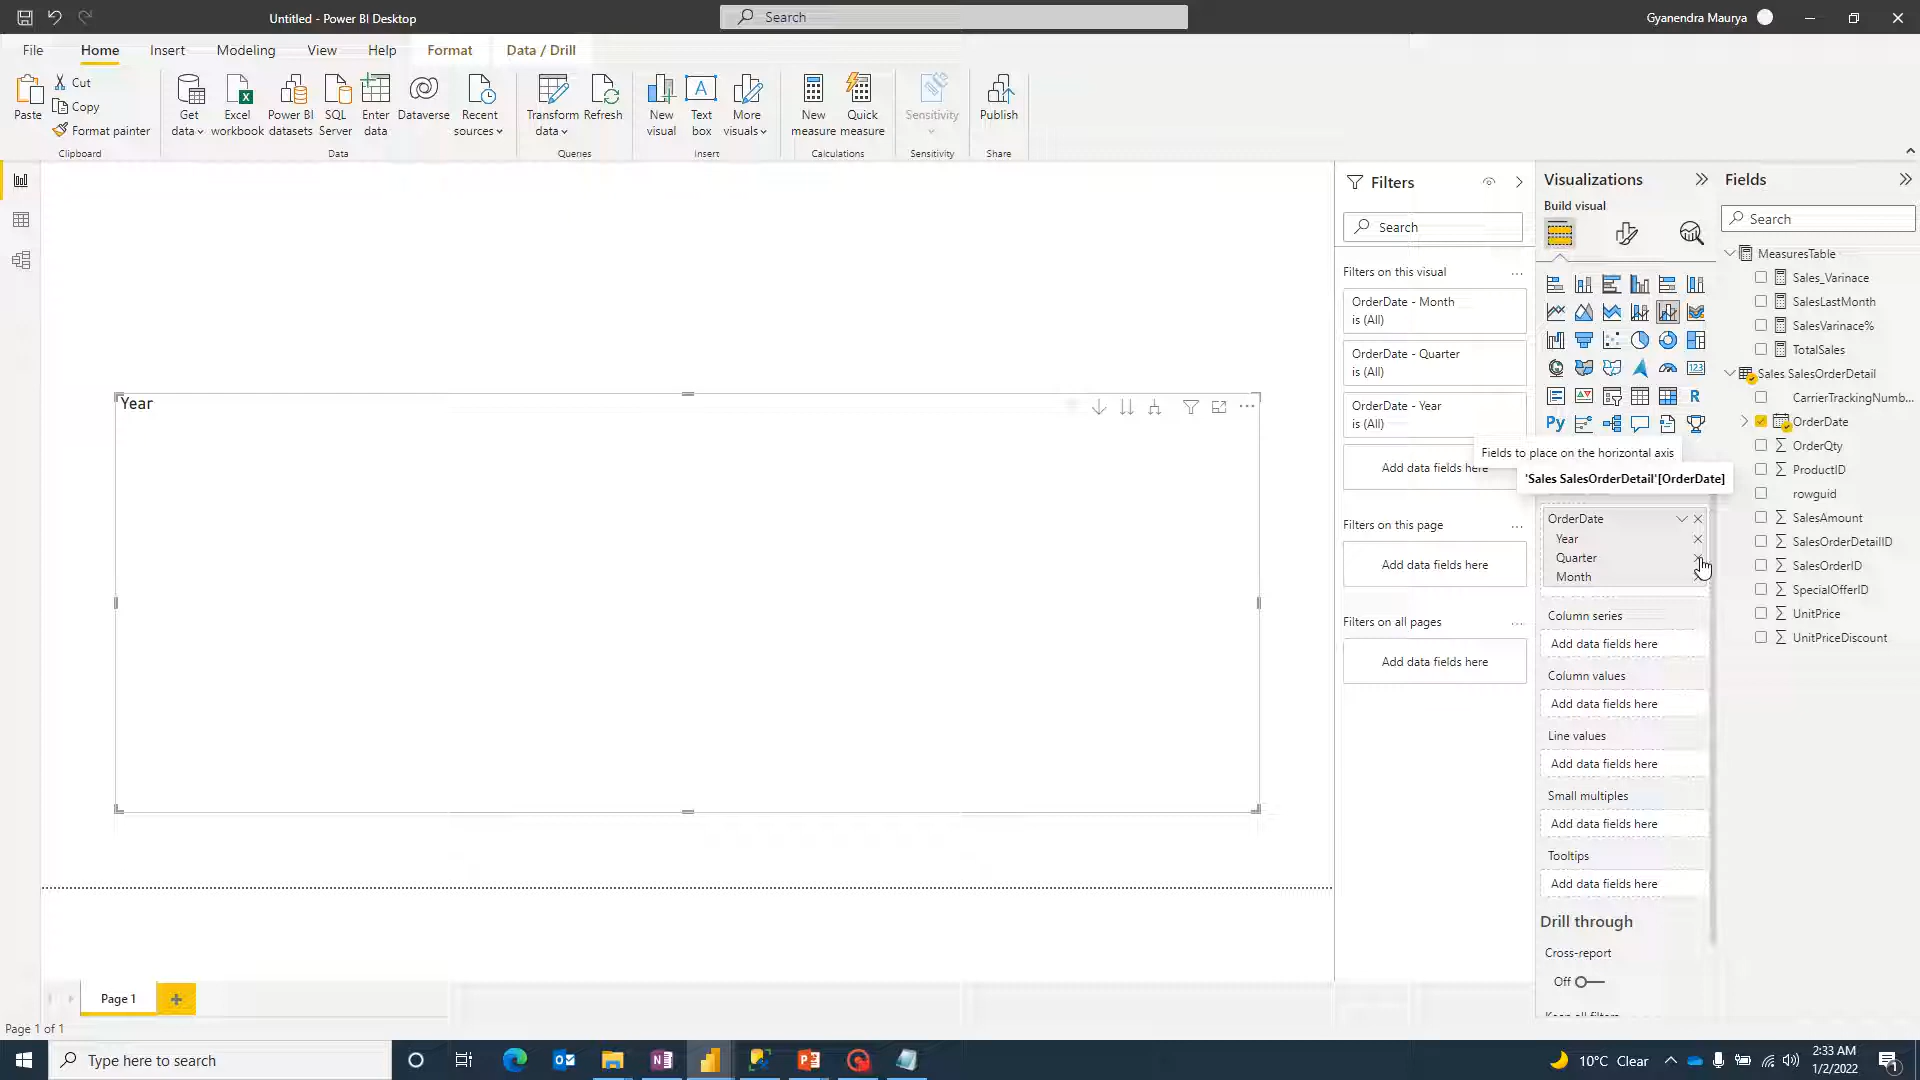 Untitled - Power BI Desktop
Search
Gyanendra Maurya
File
Home
Insert
Modeling
View
Help
Format
Data / Drill
Paste
Cut
Copy
Format painter
Clipboard
Get data
Excel workbook
Power BI datasets
SQL Server
Enter data
Dataverse
Recent sources
Data
Transform data
Refresh
Queries
New visual
Text box
More visuals
Insert
New measure
Quick measure
Calculations
Sensitivity
Sensitivity
Publish
Share
Year
Filters
Search
Filters on this visual
OrderDate - Month
is (All)
OrderDate - Quarter
is (All)
OrderDate - Year
is (All)
Add data fields here
Filters on this page
Add data fields here
Filters on all pages
Add data fields here
Visualizations
Build visual
123
R
Py
Fields to place on the horizontal axis
'Sales SalesOrderDetail'[OrderDate]
OrderDate
Year
Quarter
Month
Column series
Add data fields here
Column values
Add data fields here
Line values
Add data fields here
Small multiples
Add data fields here
Tooltips
Add data fields here
Drill through
Cross-report
Off
Keep all filters
Fields
Search
MeasuresTable
Sales_Varinace
SalesLastMonth
SalesVarinace%
TotalSales
Sales SalesOrderDetail
CarrierTrackingNumb...
OrderDate
OrderQty
ProductID
rowguid
SalesAmount
SalesOrderDetailID
SalesOrderID
SpecialOfferID
UnitPrice
UnitPriceDiscount
Page 1
Page 1 of 1
Type here to search
10°C Clear
2:33 AM
1/2/2022
1